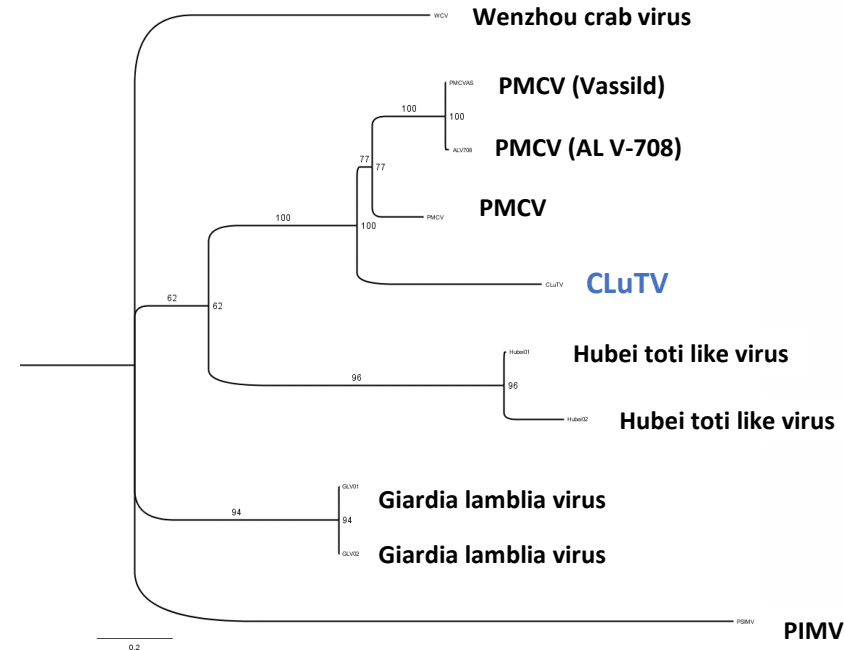 WCV Wenzhou crab virus
PMCVAS PMCV (Vassild)
100
100
ALV708 PMCV (AL V-708)
77
77
PMCV PMCV
100
100
CLuTV CLuTV
62
62
Hubei01 Hubei toti like virus
96
96
Hubei02 Hubei toti like virus
GLV01 Giardia lamblia virus
94
94
GLV02 Giardia lamblia virus
PSIMV PIMV
0.2